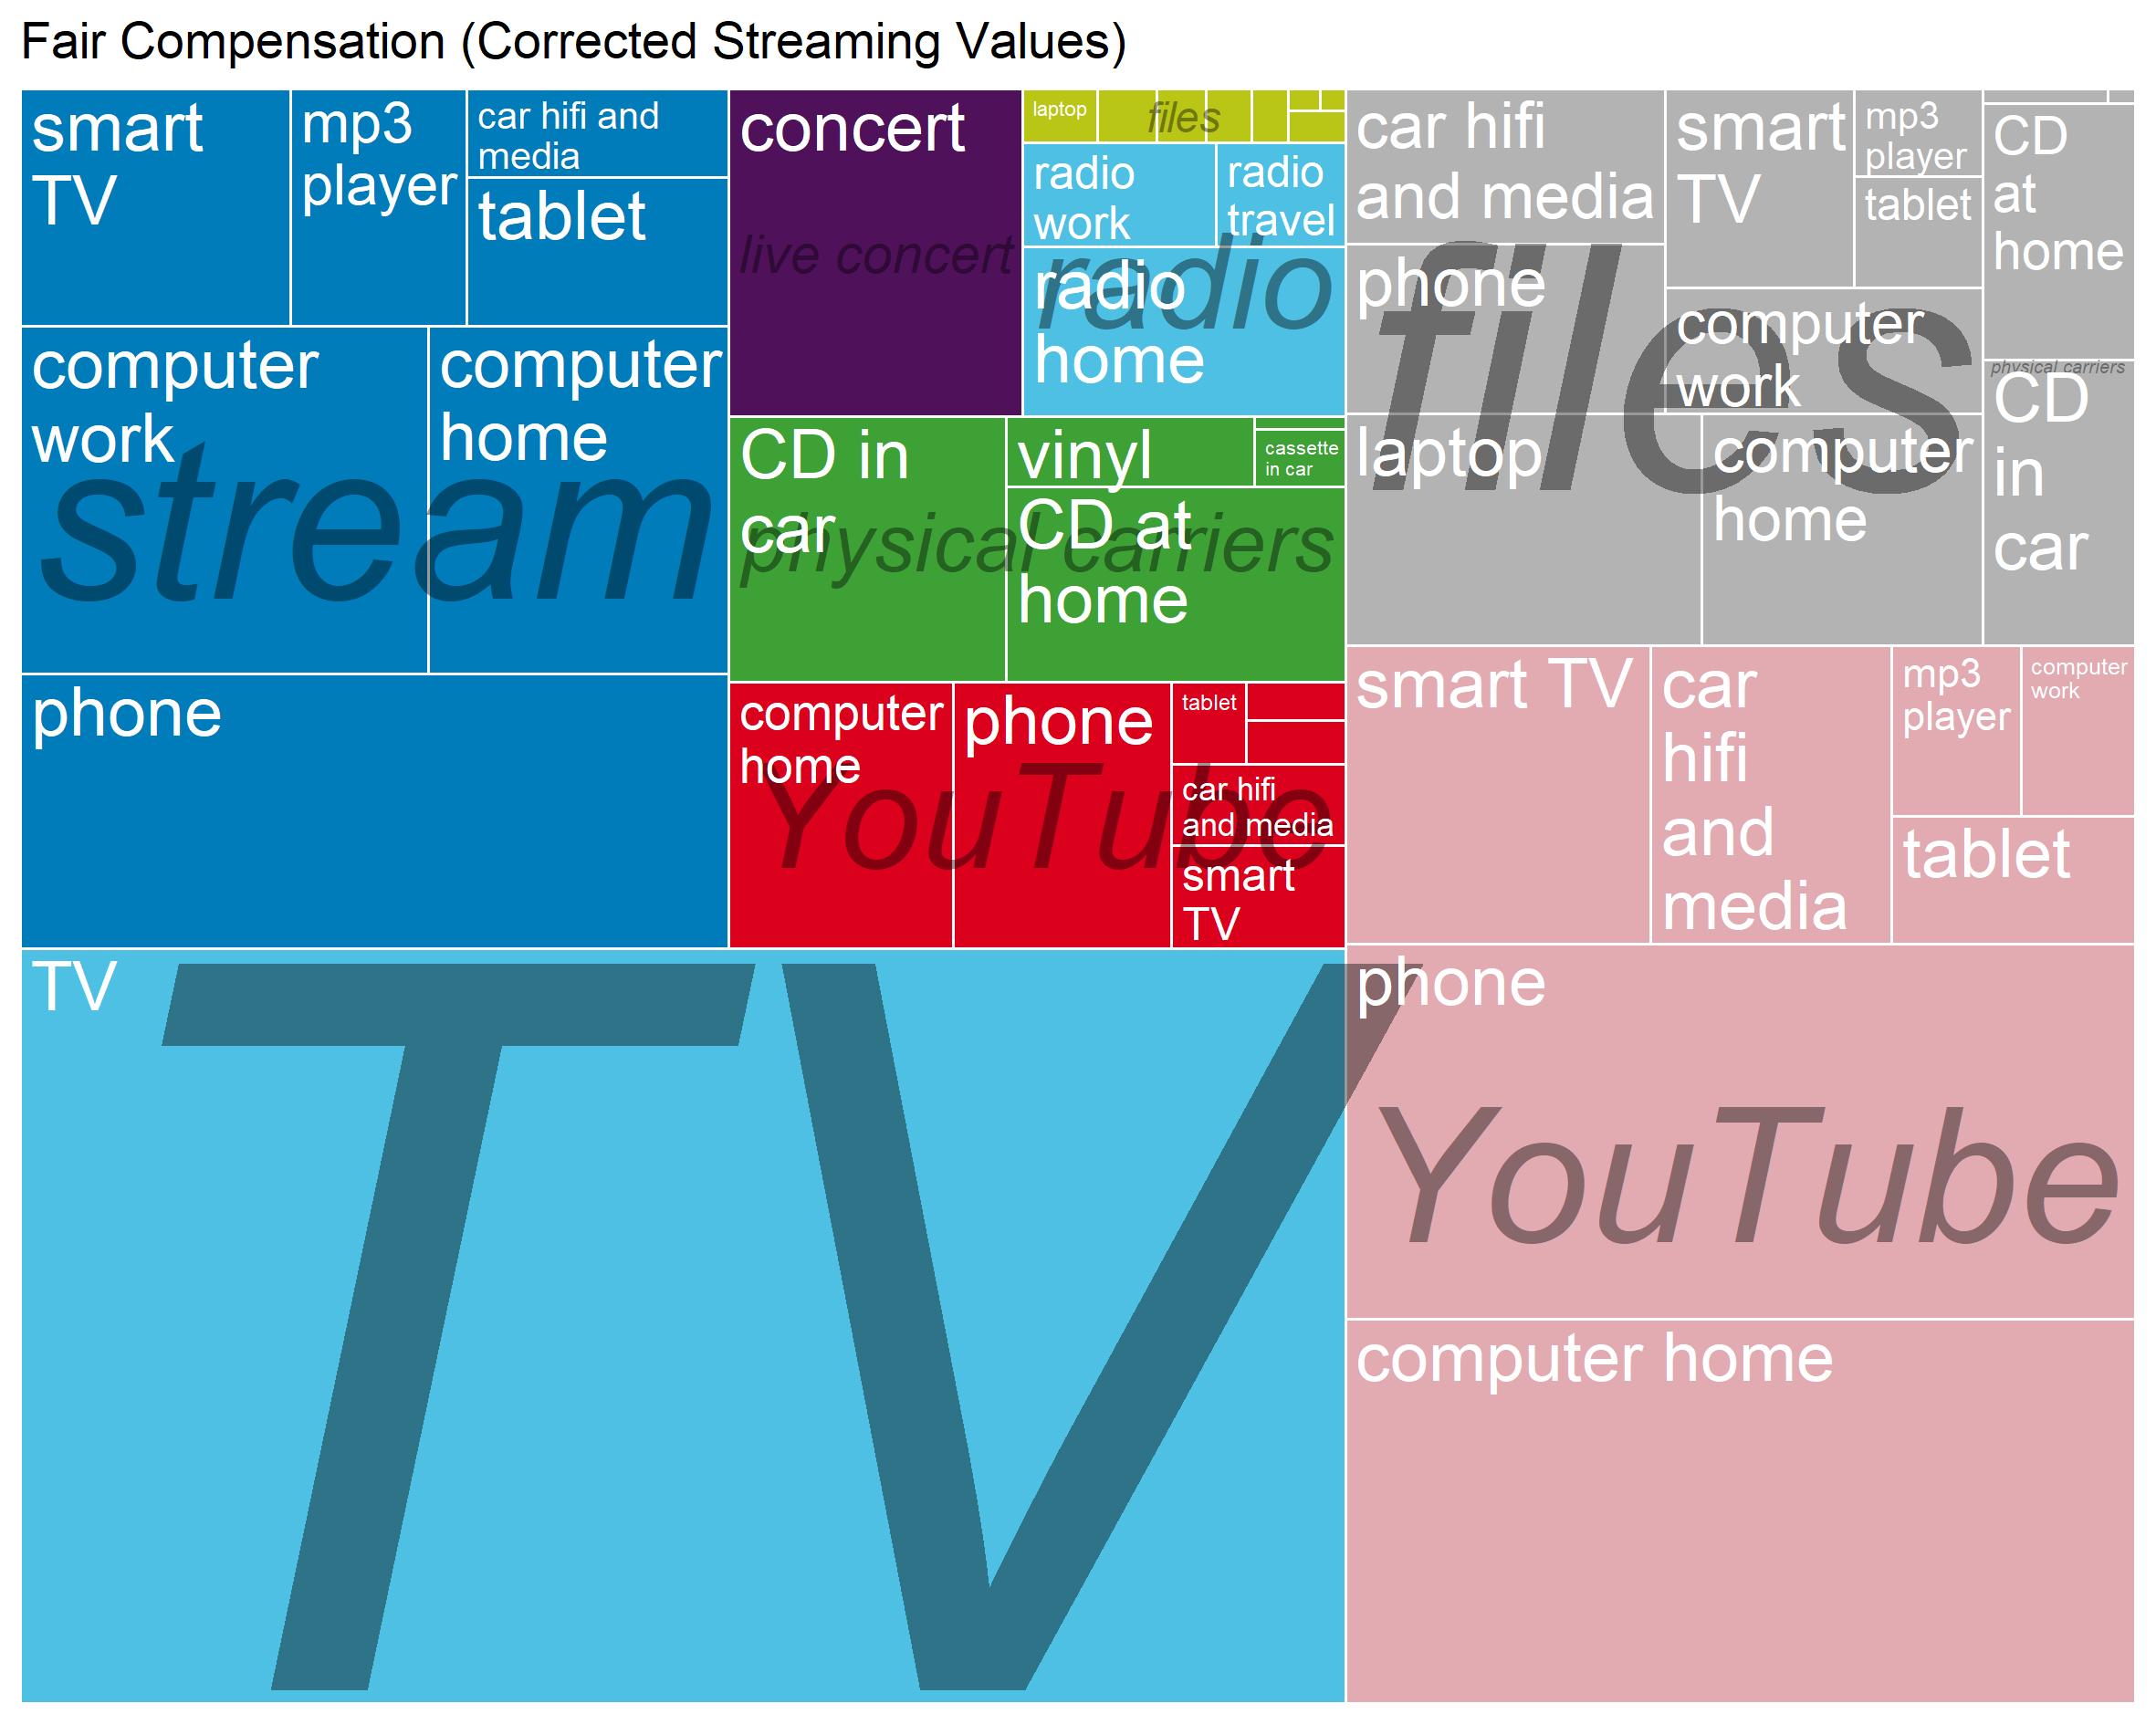 Fair Compensation (Corrected Streaming Values)
smart
TV
mp3
player
car hifi and
media
tablet
computer
work
computer
home
stream
phone
concert
live concert
laptop
files
radio
work
radio
travel
radio
home
radio
CD in
car
vinyl
cassette
in car
CD at
home
physical carriers
computer
home
phone
tablet
car hifi
and media
smart
TV
YouTube
TV
TV
car hifi
and media
smart
TV
mp3
player
tablet
phone
computer
work
laptop
computer
home
files
CD
at
home
physical carriers
CD
in
car
smart TV
car
hifi
and
media
mp3
player
computer
work
tablet
phone
YouTube
computer home